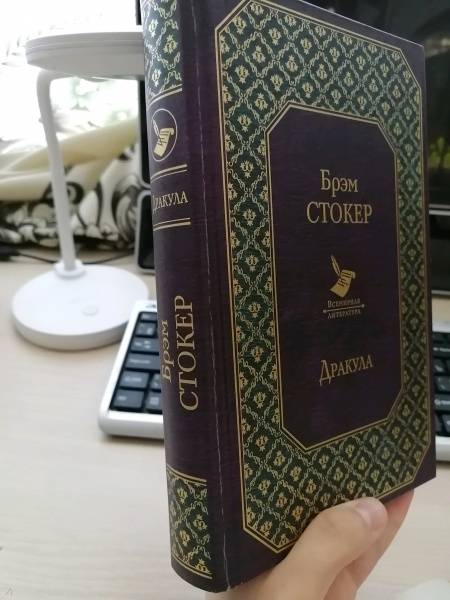 Брэм
СТОКЕР
Всемирная
литература
Дракула
Дракула
Брэм
СТОКЕР